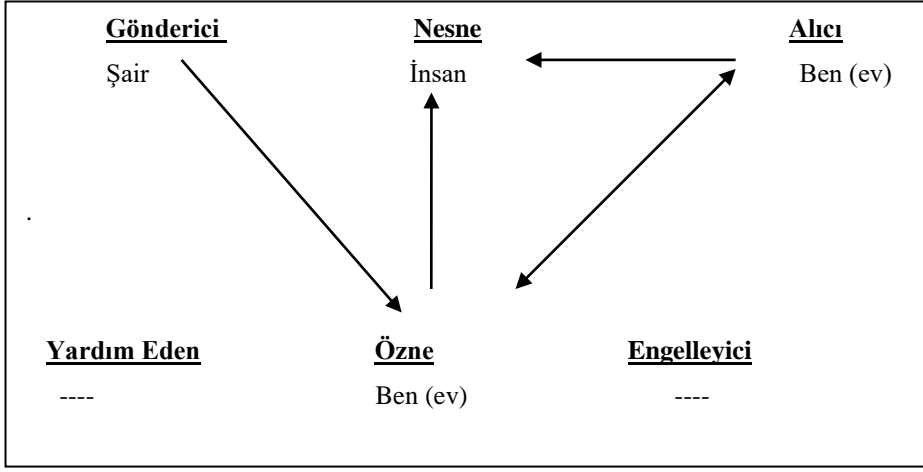 Gönderici Nesne Alıcı
Şair İnsan Ben (ev)
.
Yardım Eden Özne Engelleyici
---- Ben (ev) ----